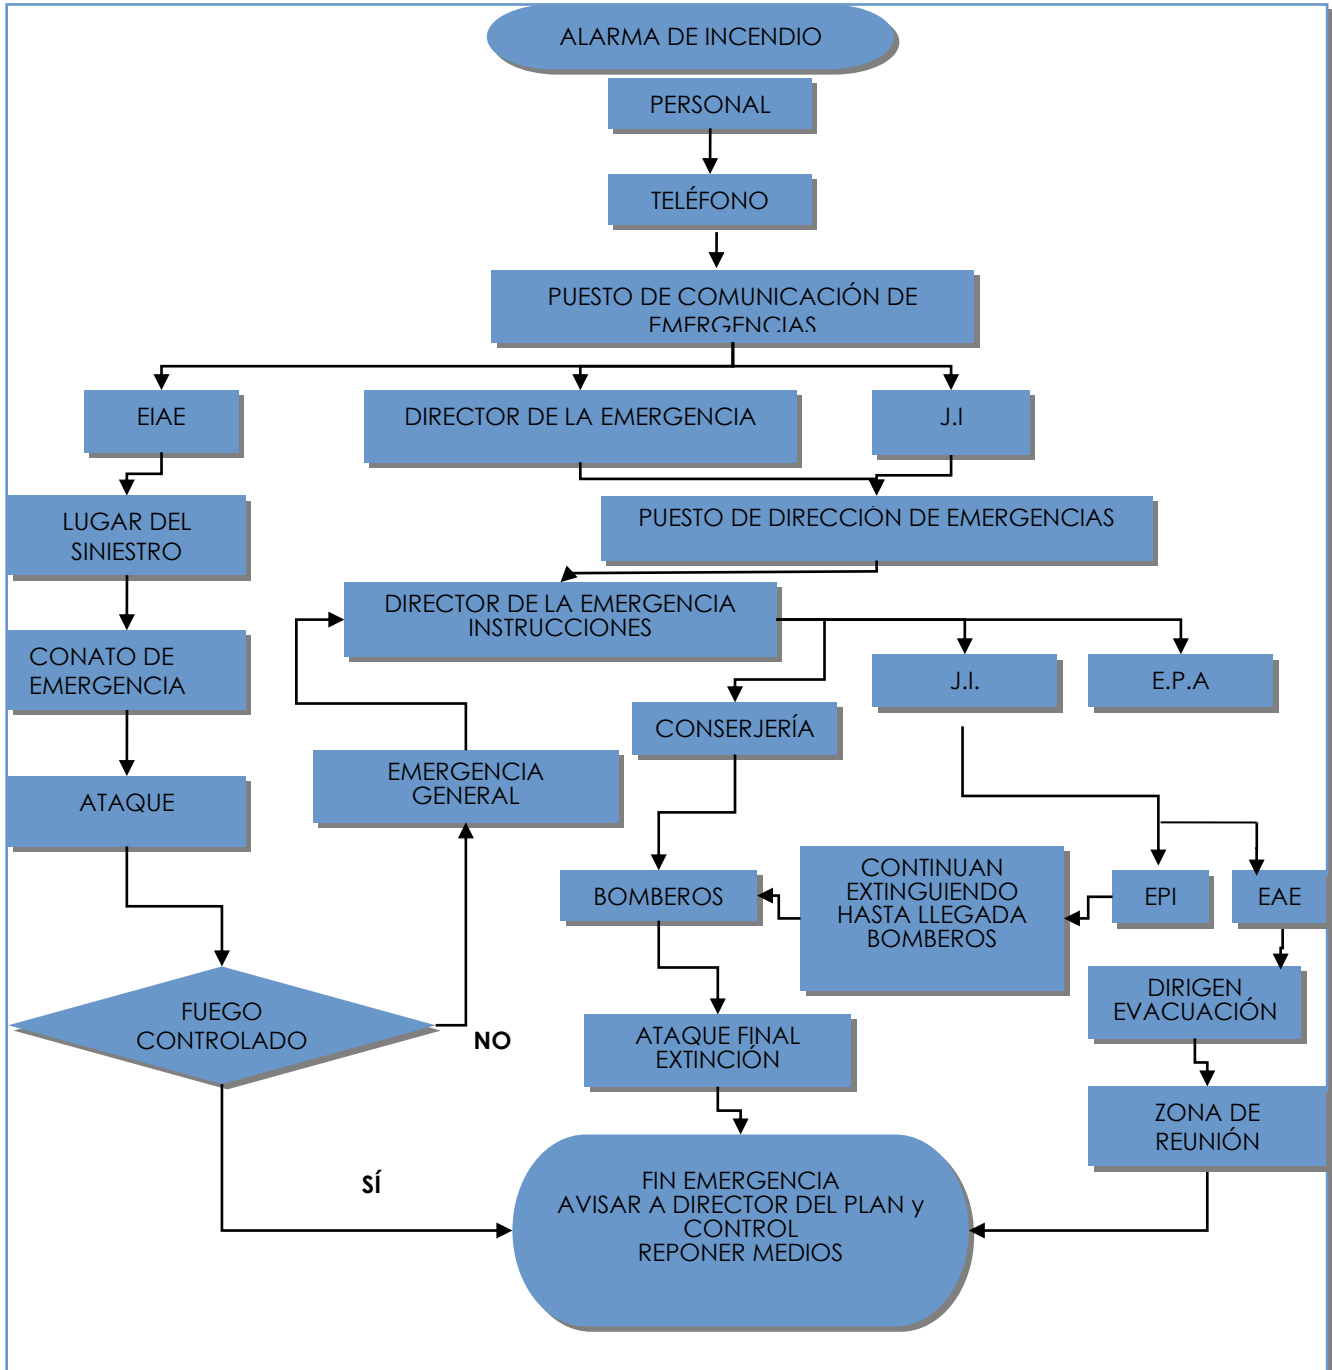 ALARMA DE INCENDIO
PERSONAL
TELÉFONO
PUESTO DE COMUNICACIÓN DE
EMERGENCIAS
EIAE
DIRECTOR DE LA EMERGENCIA
J.I
LUGAR DEL
SINIESTRO
PUESTO DE DIRECCIÓN DE EMERGENCIAS
DIRECTOR DE LA EMERGENCIA
INSTRUCCIONES
CONATO DE
EMERGENCIA
J.I.
E.P.A
CONSERJERÍA
EMERGENCIA
GENERAL
ATAQUE
BOMBEROS
CONTINUAN
EXTINGUIENDO
HASTA LLEGADA
BOMBEROS
EPI
EAE
FUEGO
CONTROLADO
NO
DIRIGEN
EVACUACIÓN
ATAQUE FINAL
EXTINCIÓN
ZONA DE
REUNIÓN
SÍ
FIN EMERGENCIA
AVISAR A DIRECTOR DEL PLAN y
CONTROL
REPONER MEDIOS